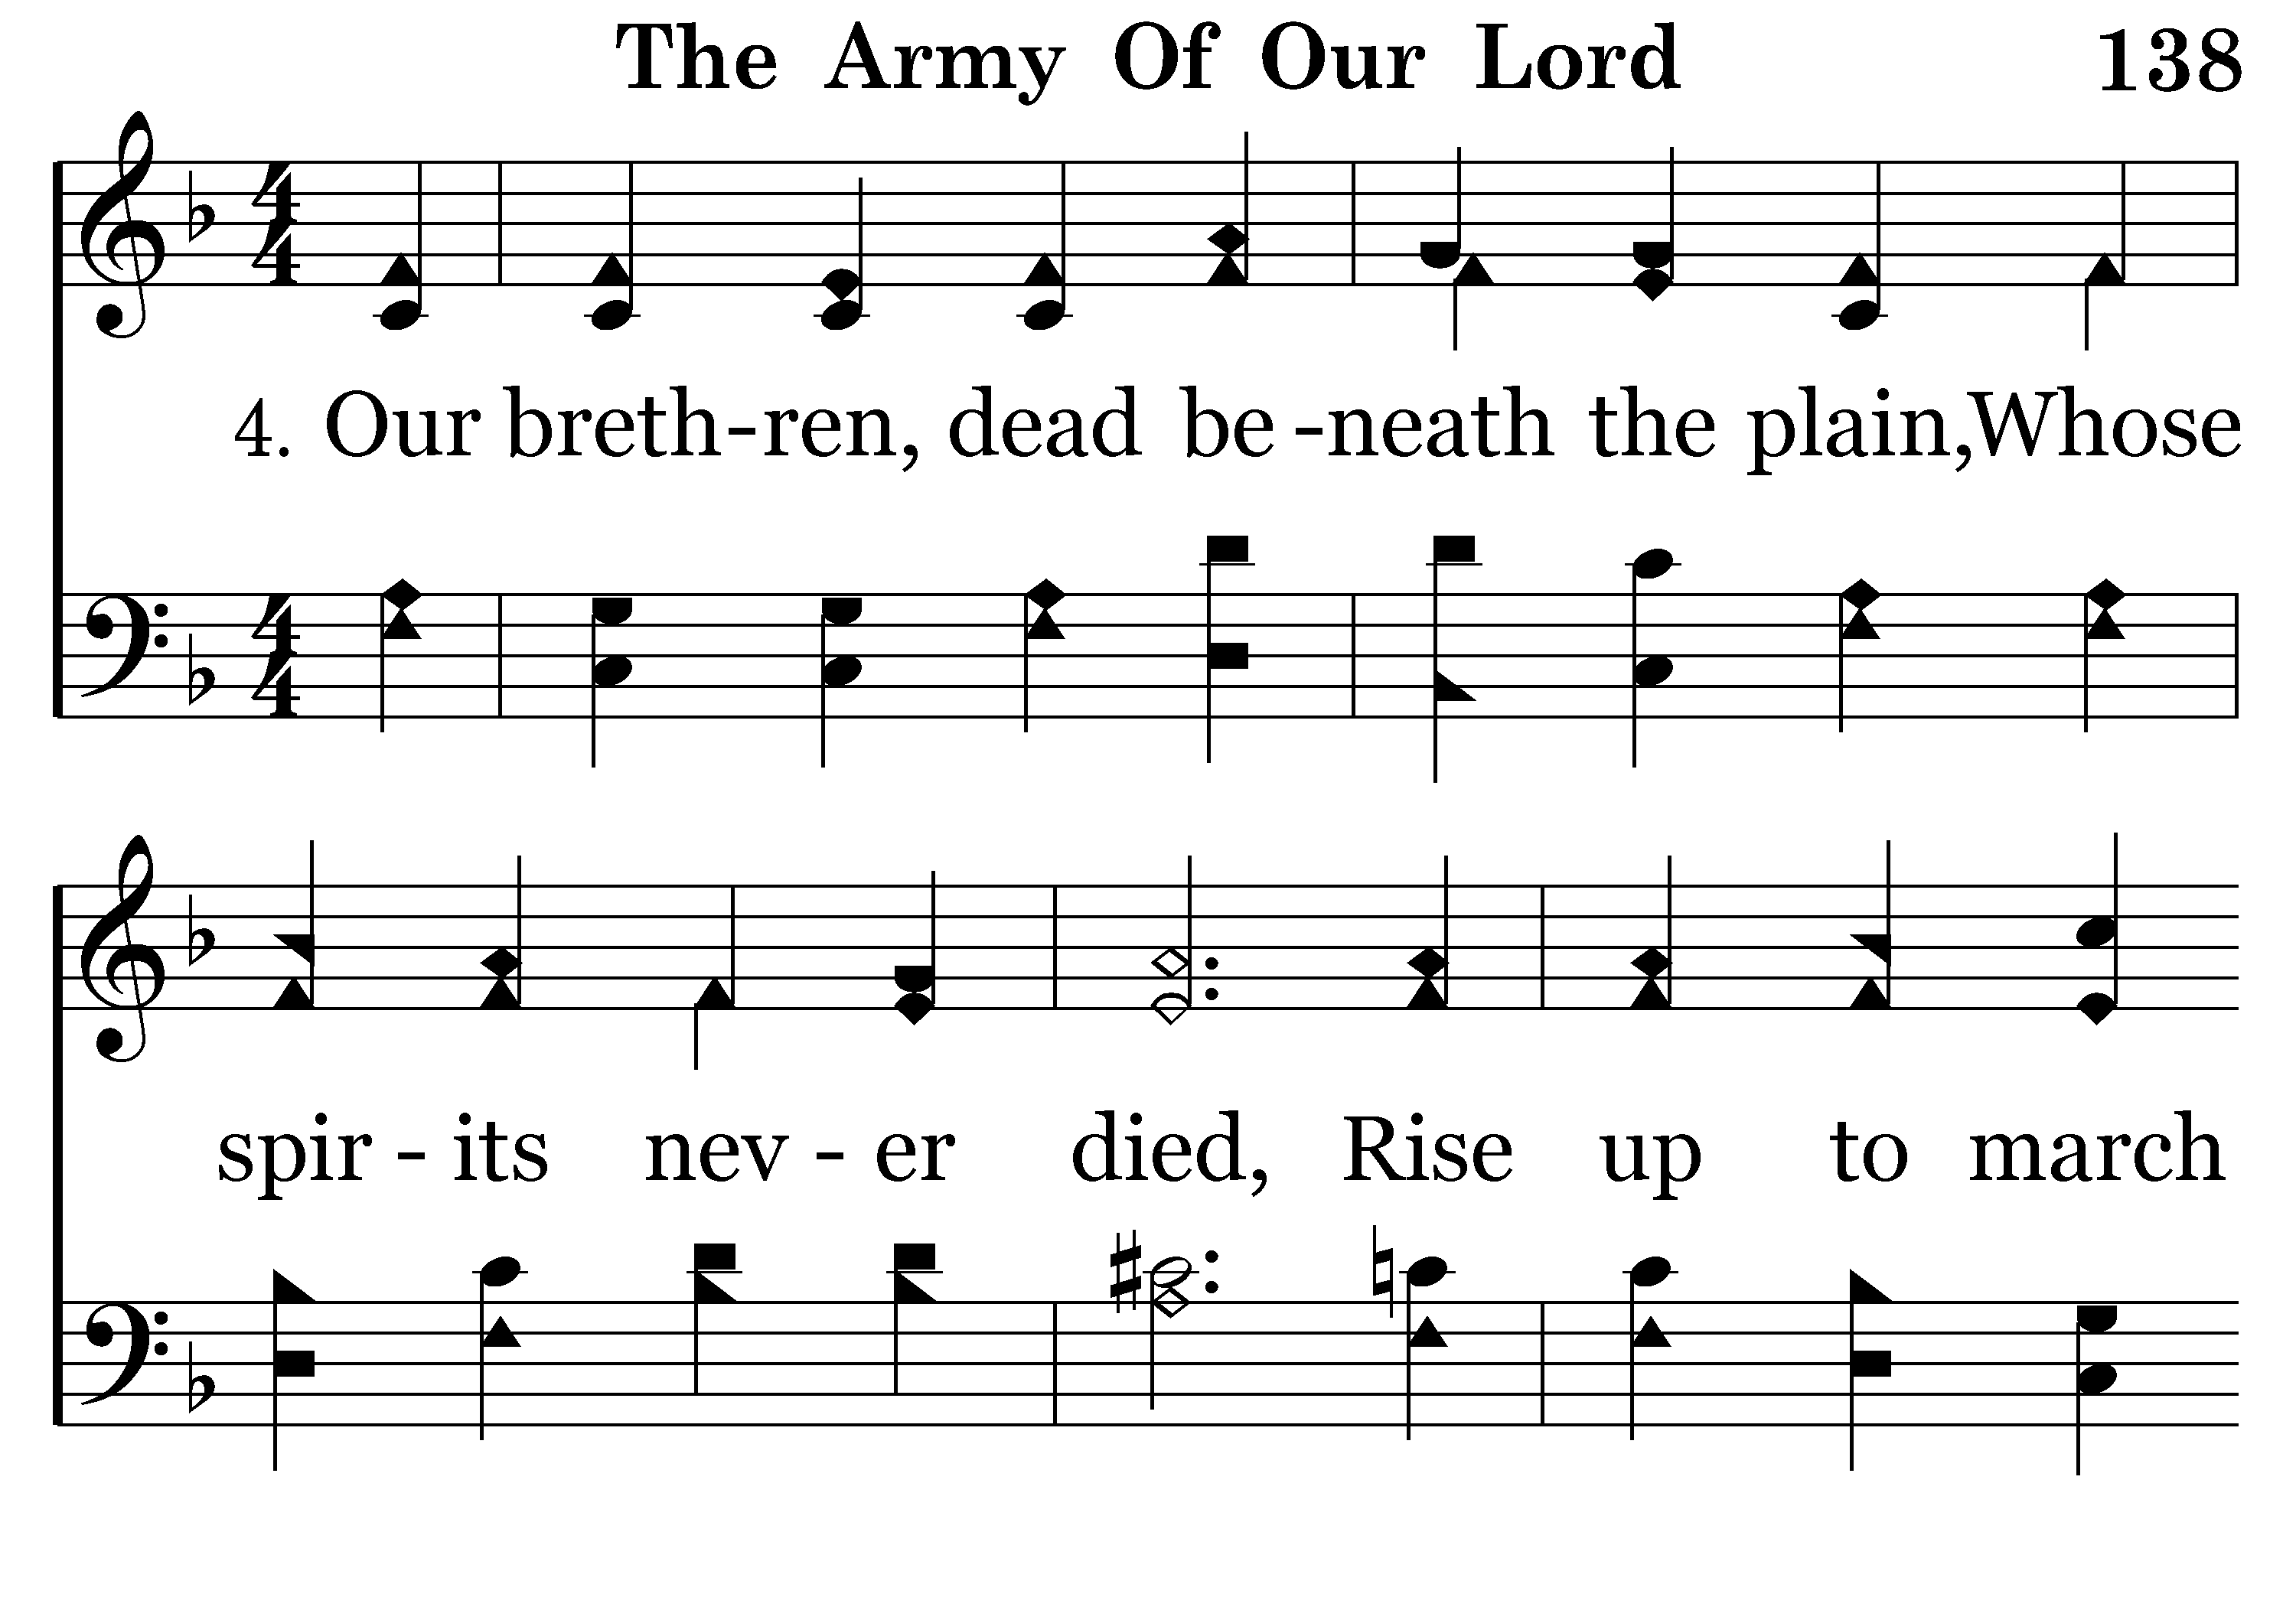 The Army Of Our Lord 138
4. Our breth-ren, dead be -neath the plain,Whose
spir - its nev - er died, Rise up to march